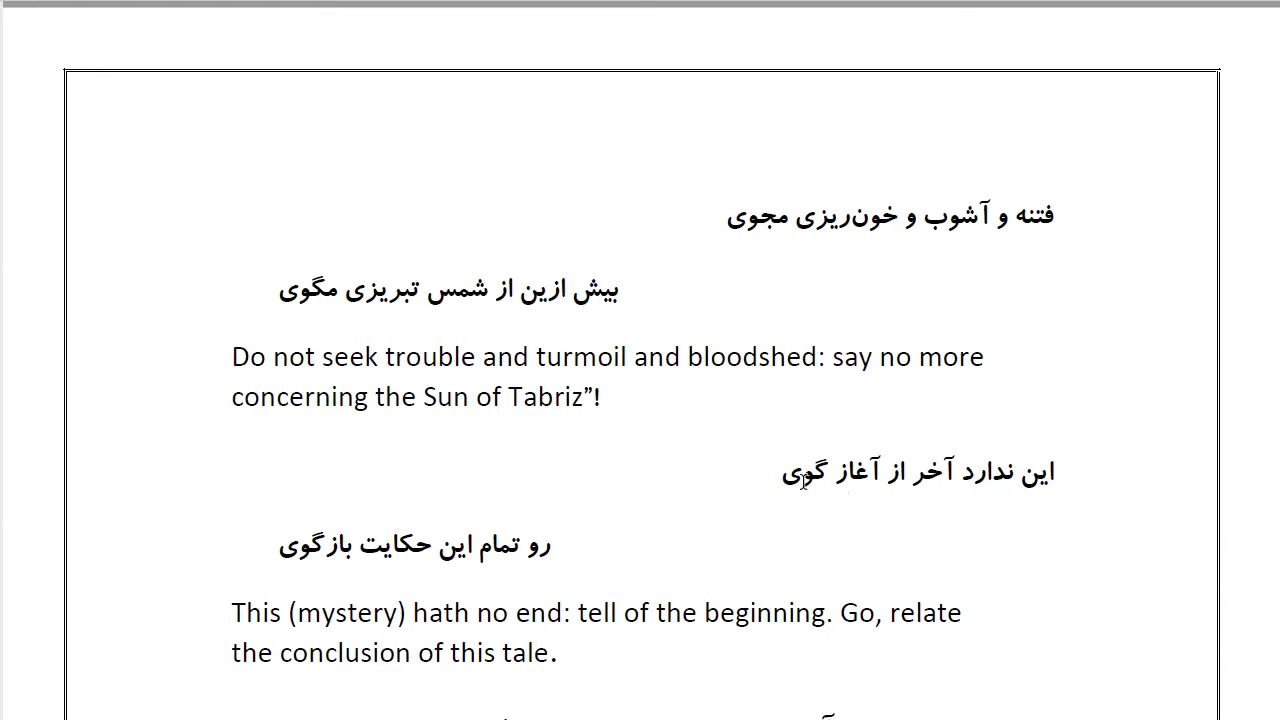 فتنه و آشوب و خون‌ریزی مجوی
بیش ازین از شمس تبریزی مگوی
Do not seek trouble and turmoil and bloodshed: say no more
concerning the Sun of Tabriz”!
این ندارد آخر از آغاز گوی
رو تمام این حکایت بازگوی
This (mystery) hath no end: tell of the beginning. Go, relate
the conclusion of this tale.